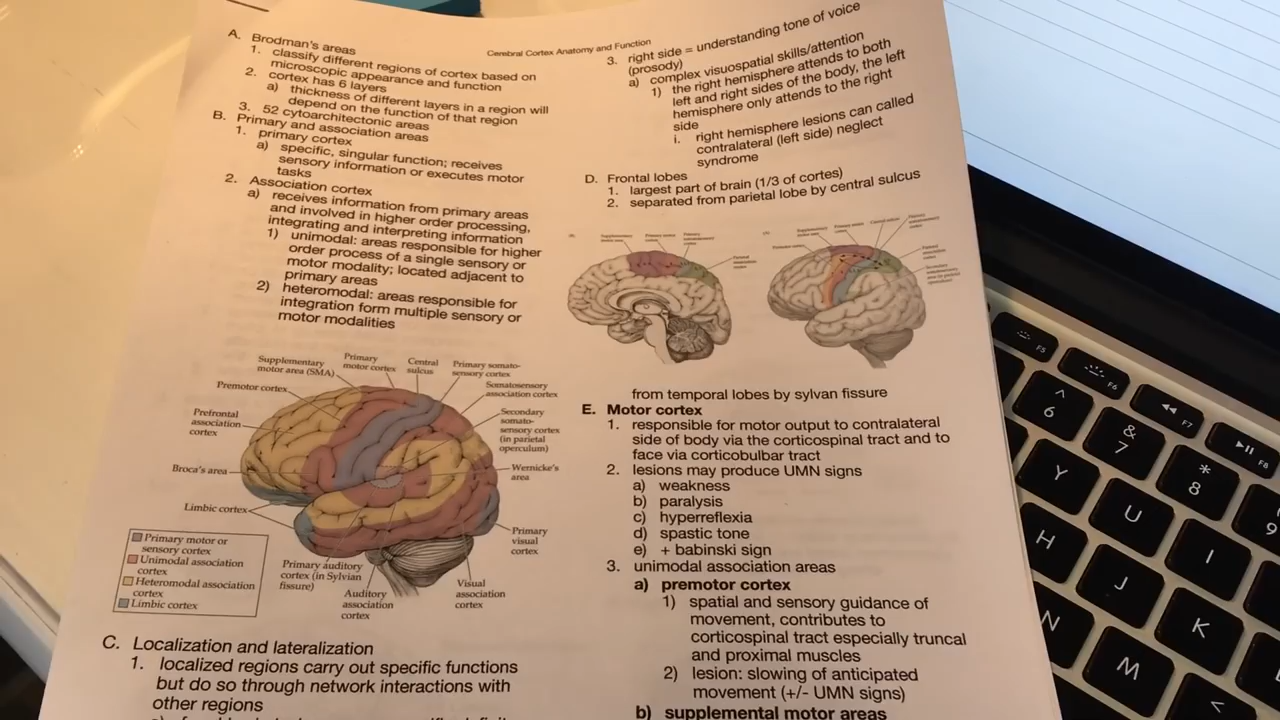 Cerebral Cortex Anatomy and Function
A. Brodman's areas
1. classify different regions of cortex based on
microscopic appearance and function
2. cortex has 6 layers
a) thickness of different layers in a region will
depend on the function of that region
3. 52 cytoarchitectonic areas
B. Primary and association areas
1. primary cortex
a) specific, singular function; receives
sensory information or executes motor
tasks
2. Association cortex
a) receives information from primary areas
and involved in higher order processing,
integrating and interpreting information
1) unimodal: areas responsible for higher
order process of a single sensory or
motor modality; located adjacent to
primary areas
2) heteromodal: areas responsible for
integration form multiple sensory or
motor modalities
Supplementary
motor area (SMA)
Primary
motor cortex
Central
sulcus
Primary somato-
sensory cortex
Premotor cortex
Somatosensory
association cortex
Prefrontal
association
cortex
Secondary
somato-
sensory cortex
(in parietal
operculum)
Broca's area
Wernicke's
area
Limbic cortex
Primary
visual
cortex
Primary auditory
cortex (in Sylvian
fissure)
Auditory
association
cortex
Visual
association
cortex
Primary motor or
sensory cortex
Unimodal association
cortex
Heteromodal association
cortex
Limbic cortex
C. Localization and lateralization
1. localized regions carry out specific functions
but do so through network interactions with
other regions
3. right side = understanding tone of voice
(prosody)
a) complex visuospatial skills/attention
1) the right hemisphere attends to both
left and right sides of the body, the left
hemisphere only attends to the right
side
i. right hemisphere lesions can called
contralateral (left side) neglect
syndrome
D. Frontal lobes
1. largest part of brain (1/3 of cortes)
2. separated from parietal lobe by central sulcus
from temporal lobes by sylvan fissure
E. Motor cortex
1. responsible for motor output to contralateral
side of body via the corticospinal tract and to
face via corticobulbar tract
2. lesions may produce UMN signs
a) weakness
b) paralysis
c) hyperreflexia
d) spastic tone
e) + babinski sign
3. unimodal association areas
a) premotor cortex
1) spatial and sensory guidance of
movement, contributes to
corticospinal tract especially truncal
and proximal muscles
2) lesion: slowing of anticipated
movement (+/- UMN signs)
b) supplemental motor areas
F5
F6
F7
F8
^
6
&
7
*
8
9
Y
U
I
H
J
K
N
M
<